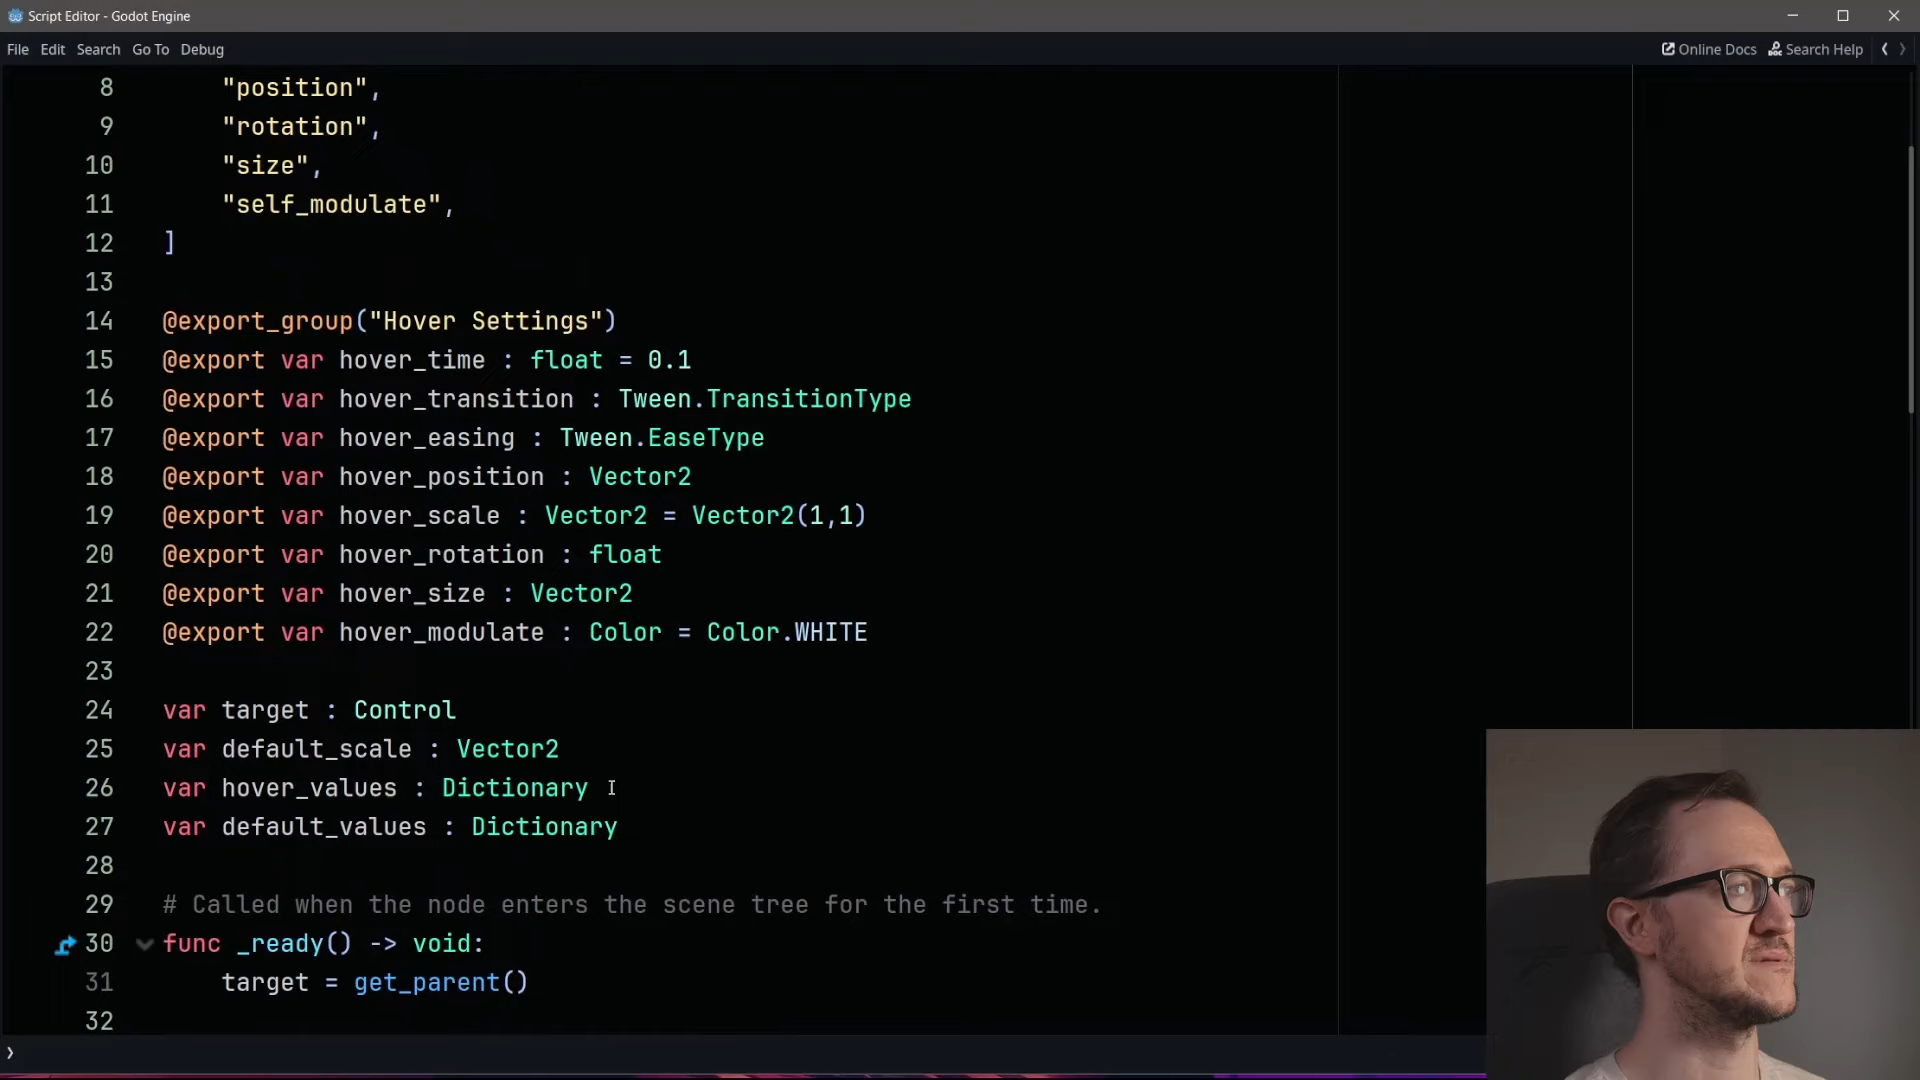 Script Editor - Godot Engine
File Edit Search Go To Debug
Online Docs Search Help
8 "position",
9 "rotation",
10 "size",
11 "self_modulate",
12 ]
13
14 @export_group("Hover Settings")
15 @export var hover_time : float = 0.1
16 @export var hover_transition : Tween.TransitionType
17 @export var hover_easing : Tween.EaseType
18 @export var hover_position : Vector2
19 @export var hover_scale : Vector2 = Vector2(1,1)
20 @export var hover_rotation : float
21 @export var hover_size : Vector2
22 @export var hover_modulate : Color = Color.WHITE
23
24 var target : Control
25 var default_scale : Vector2
26 var hover_values : Dictionary
27 var default_values : Dictionary
28
29 # Called when the node enters the scene tree for the first time.
30 func _ready() -> void:
31 target = get_parent()
32